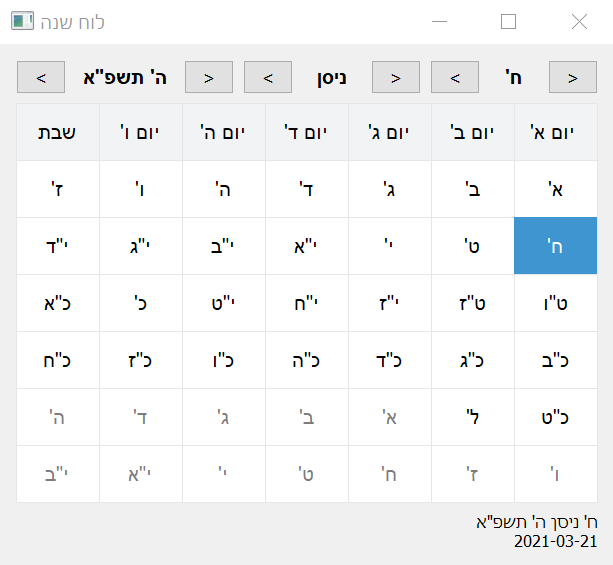 לוח שנה
< ח' > < ניסן > < ה' תשפ"א >
יום א' יום ב' יום ג' יום ד' יום ה' יום ו' שבת
א' ב' ג' ד' ה' ו' ז'
ח' ט' י' י"א י"ב י"ג י"ד
ט"ו ט"ז י"ז י"ח י"ט כ' כ"א
כ"ב כ"ג כ"ד כ"ה כ"ו כ"ז כ"ח
כ"ט ל' א' ב' ג' ד' ה'
ו' ז' ח' ט' י' י"א י"ב
ח' ניסן ה' תשפ"א
2021-03-21